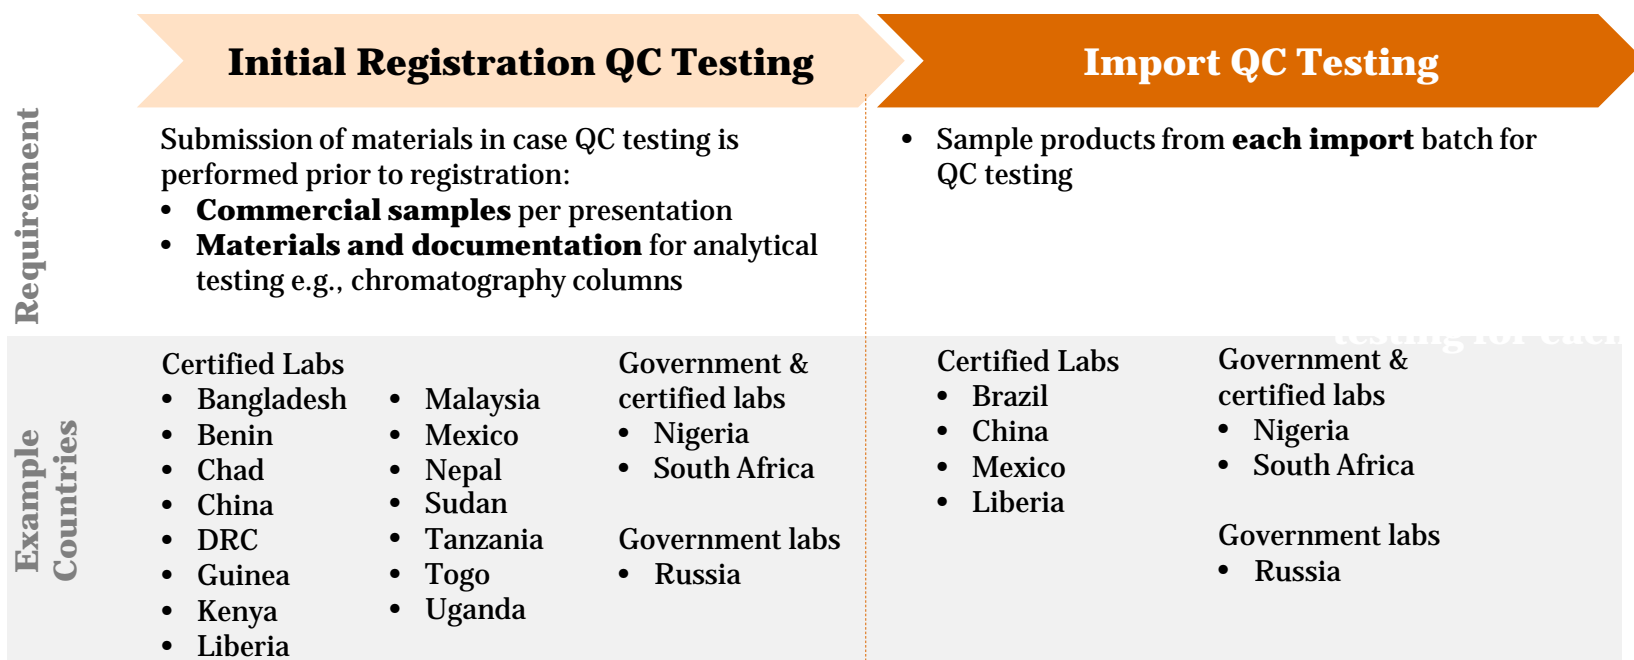 Initial Registration QC Testing
Import QC Testing
Requirement
Submission of materials in case QC testing is
performed prior to registration:
• Commercial samples per presentation
• Materials and documentation for analytical
testing e.g., chromatography columns
• Sample products from each import batch for
QC testing
testing for each
Example
Countries
Certified Labs
• Bangladesh
• Benin
• Chad
• China
• DRC
• Guinea
• Kenya
• Liberia
• Malaysia
• Mexico
• Nepal
• Sudan
• Tanzania
• Togo
• Uganda
Government &
certified labs
• Nigeria
• South Africa
Government labs
• Russia
Certified Labs
• Brazil
• China
• Mexico
• Liberia
Government &
certified labs
• Nigeria
• South Africa
Government labs
• Russia